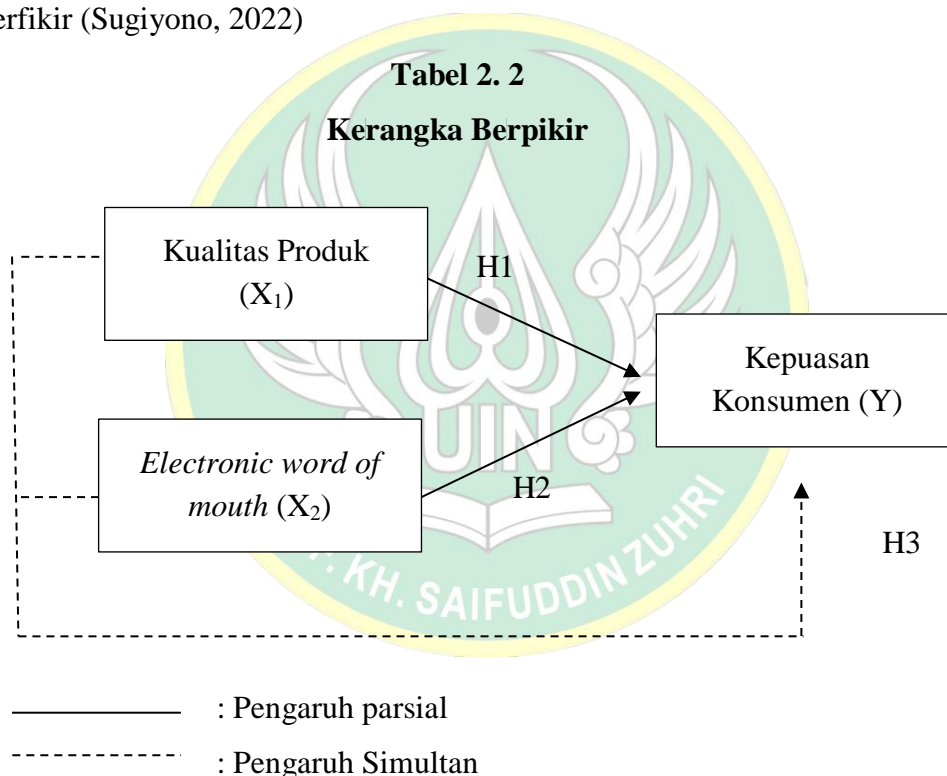 erfikir (Sugiyono, 2022)
Tabel 2. 2
Kerangka Berpikir
Kualitas Produk
(X₁)
H1
Kepuasan
Konsumen (Y)
Electronic word of
mouth (X₂)
H2
H3
UIN
KH. SAIFUDDIN ZUHRI
: Pengaruh parsial
: Pengaruh Simultan